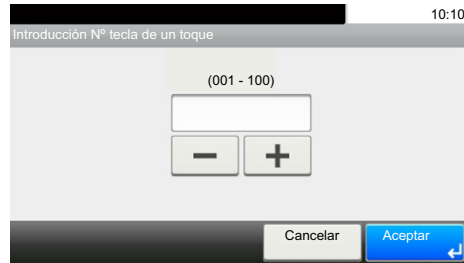 10:10
Introducción Nº tecla de un toque
(001 - 100)
Cancelar
Aceptar